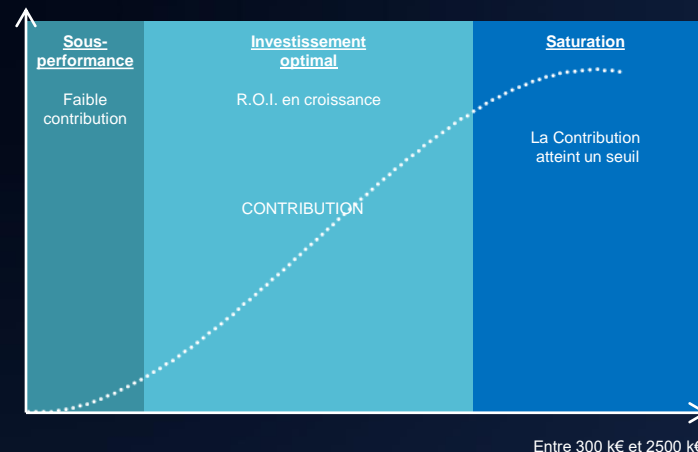 Sous-
performance
Faible
contribution
Investissement
optimal
R.O.I. en croissance
CONTRIBUTION
Saturation
La Contribution
atteint un seuil
Entre 300 k€ et 2500 k€